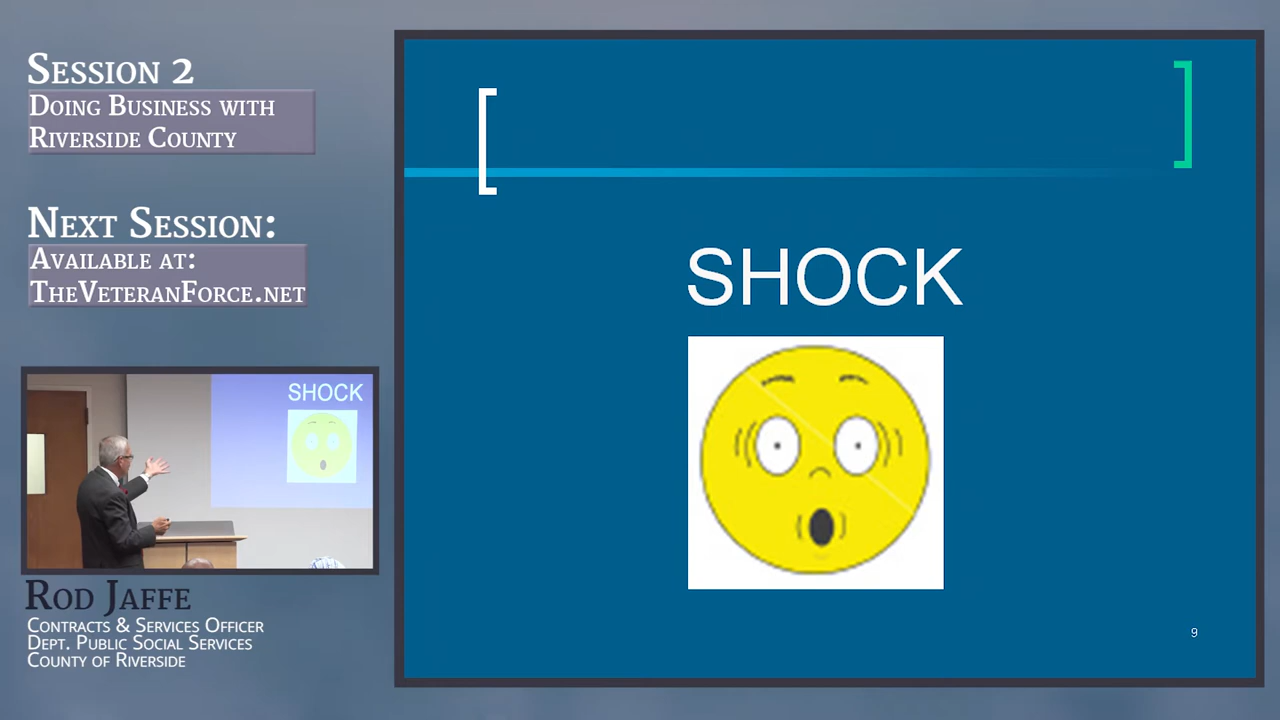 Session 2
Doing Business with
Riverside County
Next Session:
Available at:
TheVeteranForce.net
SHOCK
Rod Jaffe
Contracts & Services Officer
Dept. Public Social Services
County of Riverside
SHOCK
9